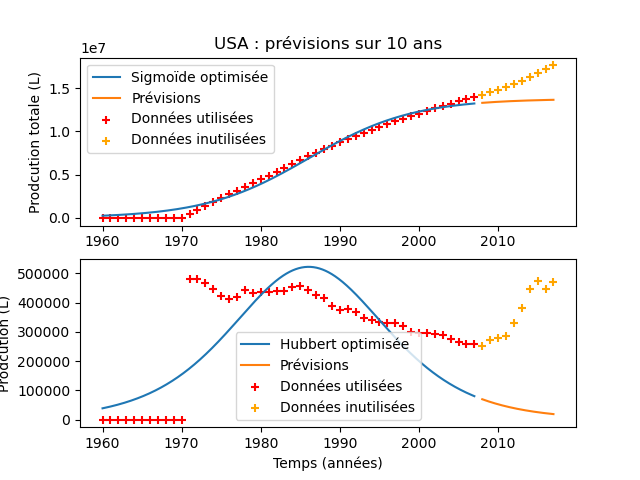 USA : prévisions sur 10 ans
1e7
1.5
1.0
0.5
0.0
Prodcution totale (L)
Sigmoïde optimisée
Prévisions
Données utilisées
Données inutilisées
1960 1970 1980 1990 2000 2010
500000
400000
300000
200000
100000
0
Prodcution (L)
Hubbert optimisée
Prévisions
Données utilisées
Données inutilisées
1960 1970 1980 1990 2000 2010
Temps (années)